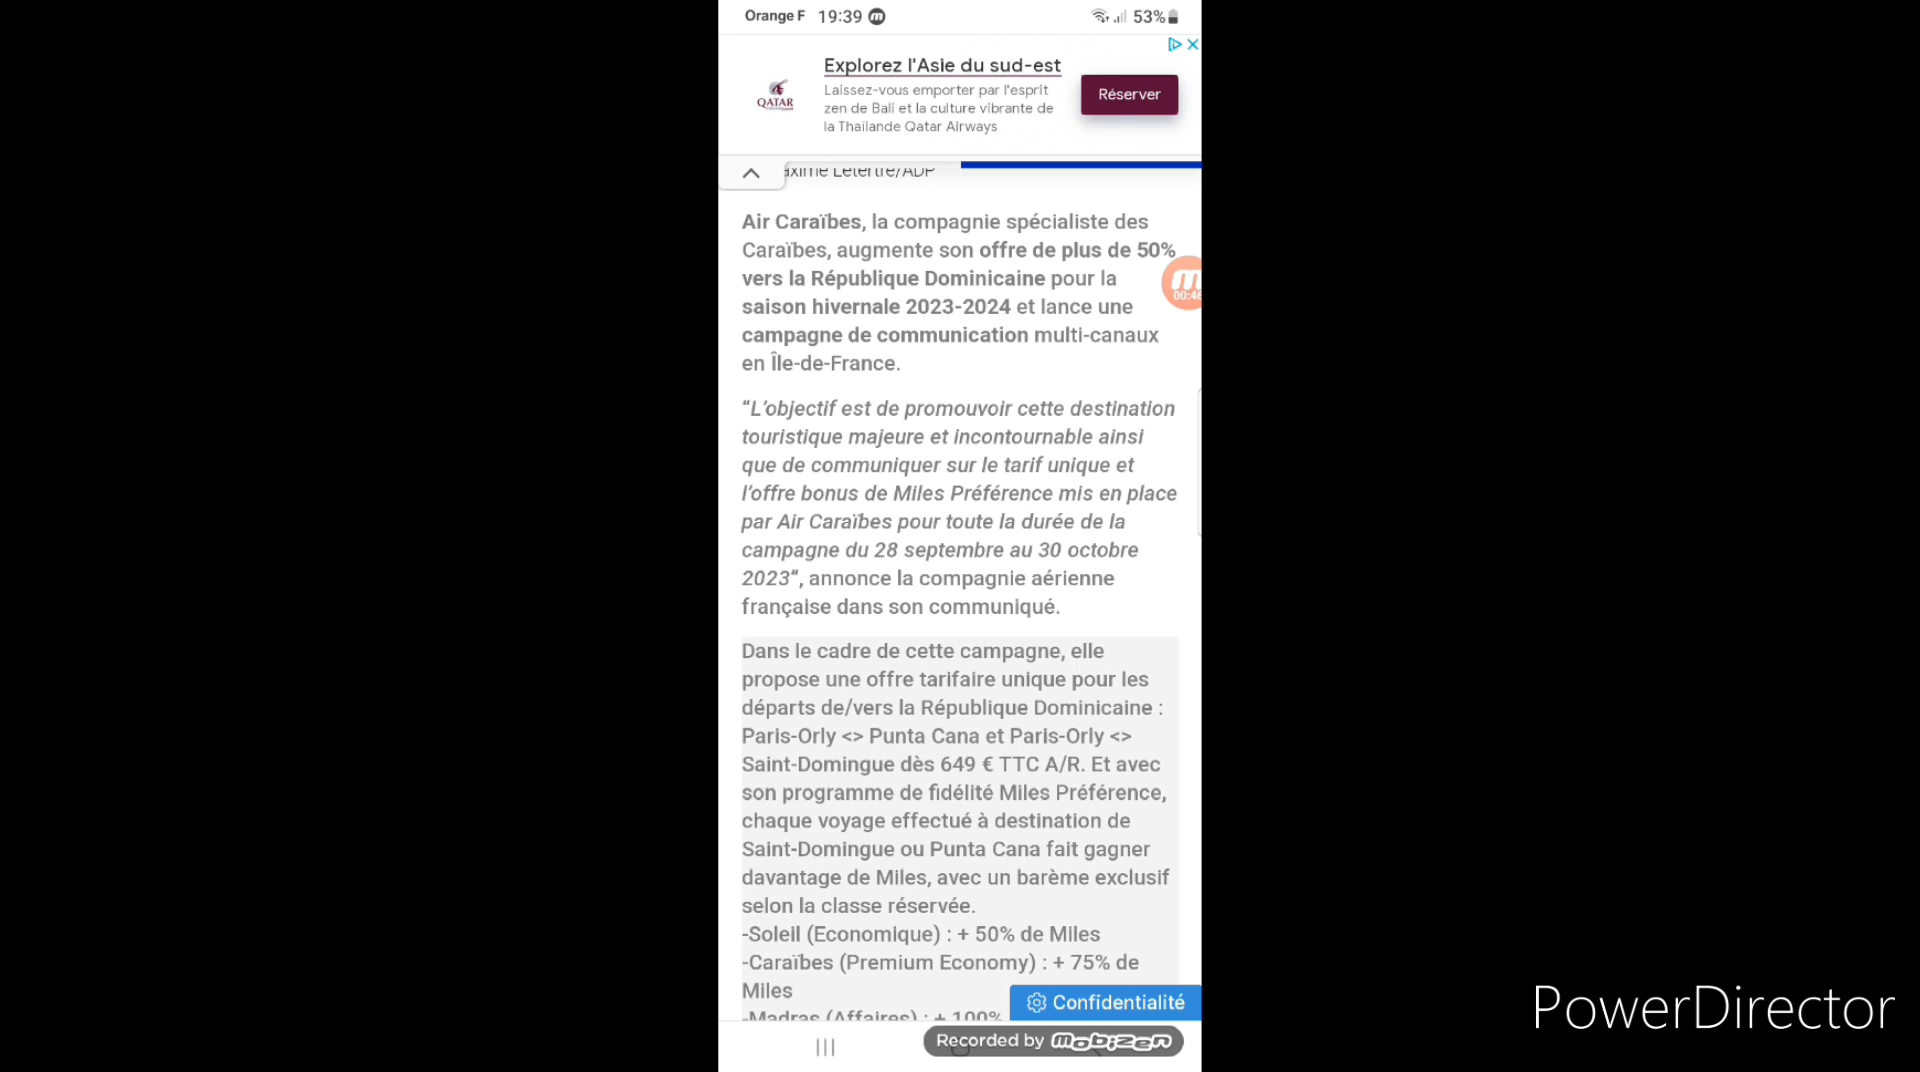 Orange F 19:39 53%
Explorez l'Asie du sud-est
Laissez-vous emporter par l'esprit
zen de Bali et la culture vibrante de
la Thaïlande Qatar Airways
QATAR
Réserver
axime Letertre/ADP
Air Caraïbes, la compagnie spécialiste des
Caraïbes, augmente son offre de plus de 50%
vers la République Dominicaine pour la
saison hivernale 2023-2024 et lance une
campagne de communication multi-canaux
en Île-de-France.
00:46
“L’objectif est de promouvoir cette destination
touristique majeure et incontournable ainsi
que de communiquer sur le tarif unique et
l’offre bonus de Miles Préférence mis en place
par Air Caraïbes pour toute la durée de la
campagne du 28 septembre au 30 octobre
2023“, annonce la compagnie aérienne
française dans son communiqué.
Dans le cadre de cette campagne, elle
propose une offre tarifaire unique pour les
départs de/vers la République Dominicaine :
Paris-Orly <> Punta Cana et Paris-Orly <>
Saint-Domingue dès 649 € TTC A/R. Et avec
son programme de fidélité Miles Préférence,
chaque voyage effectué à destination de
Saint-Domingue ou Punta Cana fait gagner
davantage de Miles, avec un barème exclusif
selon la classe réservée.
-Soleil (Economique) : + 50% de Miles
-Caraïbes (Premium Economy) : + 75% de
Miles
-Madras (Affaires) : + 100%
Confidentialité
Recorded by mobizen
PowerDirector